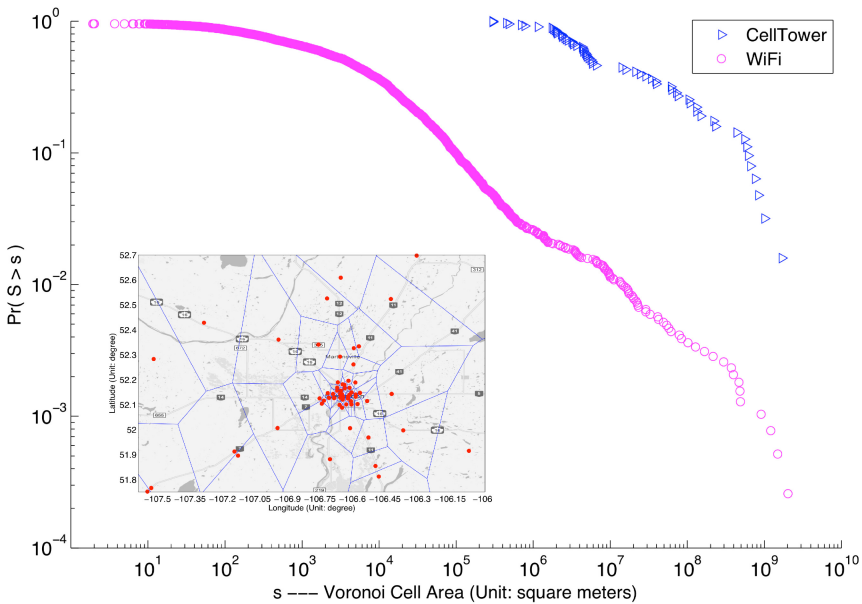 10^0
10^-1
10^-2
10^-3
10^-4
Pr( S > s )
CellTower
WiFi
52.7
52.6
52.5
52.4
52.3
52.2
52.1
52
51.9
51.8
Latitude (Unit: degree)
−107.5 −107.35 −107.2 −107.05 −106.9 −106.75 −106.6 −106.45 −106.3 −106.15 −106
Longitude (Unit: degree)
10^1 10^2 10^3 10^4 10^5 10^6 10^7 10^8 10^9 10^10
s −−− Voronoi Cell Area (Unit: square meters)